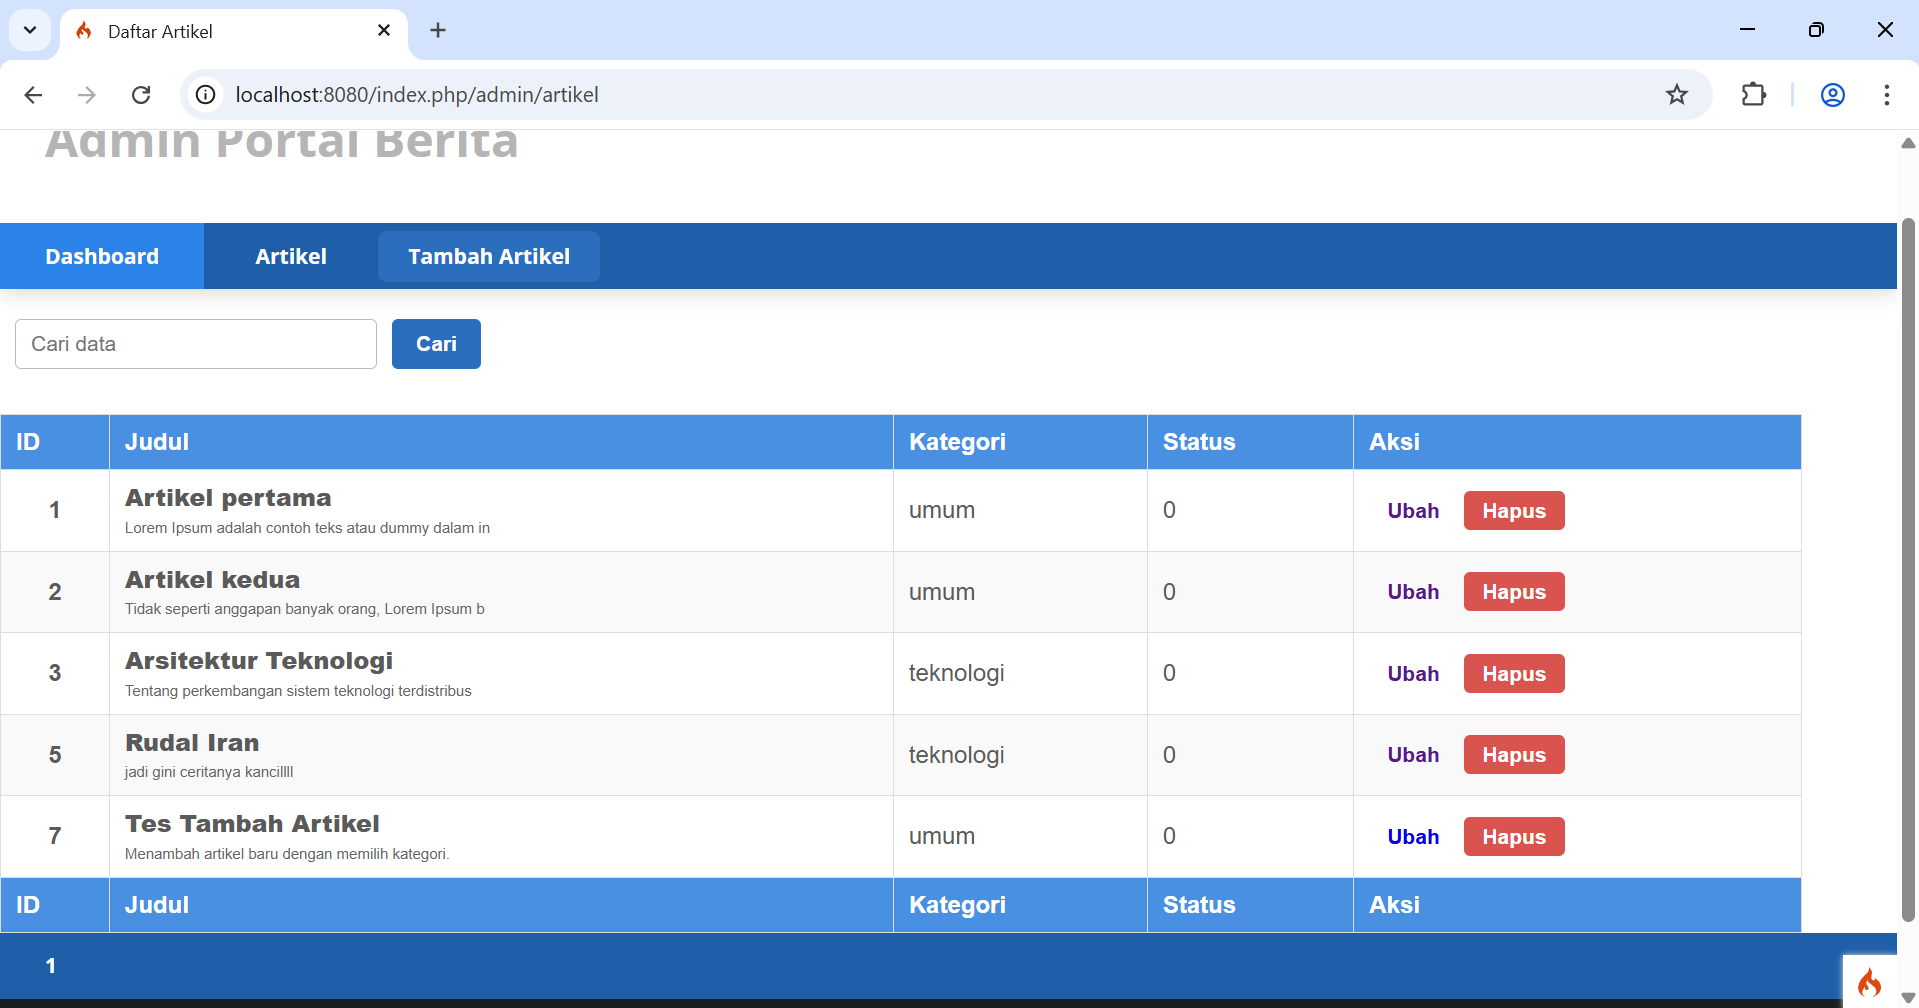 Daftar Artikel
localhost:8080/index.php/admin/artikel
Admin Portal Berita
Dashboard Artikel Tambah Artikel
Cari data Cari
ID Judul Kategori Status Aksi
1 Artikel pertama umum 0 Ubah Hapus
Lorem Ipsum adalah contoh teks atau dummy dalam in
2 Artikel kedua umum 0 Ubah Hapus
Tidak seperti anggapan banyak orang, Lorem Ipsum b
3 Arsitektur Teknologi teknologi 0 Ubah Hapus
Tentang perkembangan sistem teknologi terdistribus
5 Rudal Iran teknologi 0 Ubah Hapus
jadi gini ceritanya kancillll
7 Tes Tambah Artikel umum 0 Ubah Hapus
Menambah artikel baru dengan memilih kategori.
ID Judul Kategori Status Aksi
1